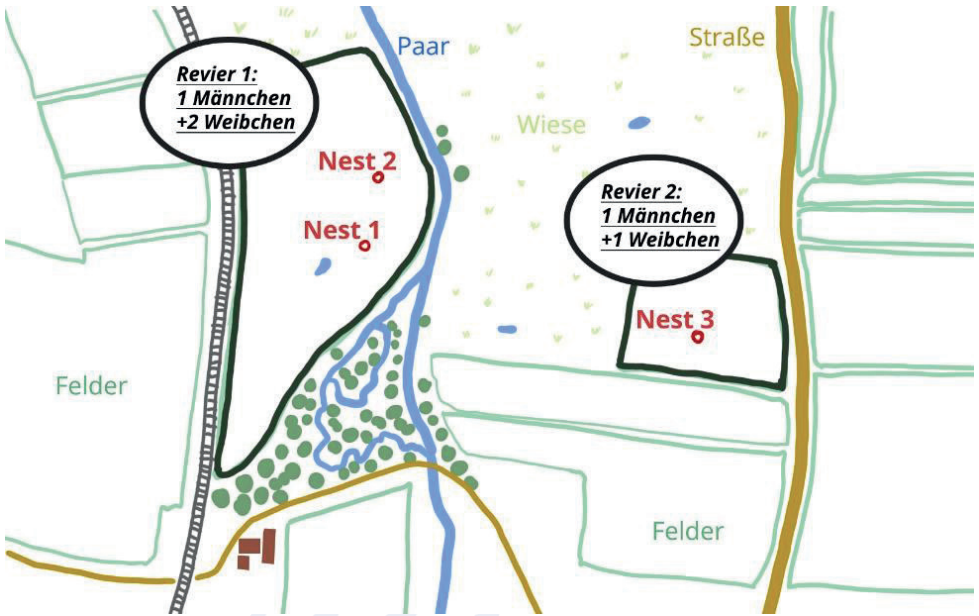 Paar
Straße
Revier 1:
1 Männchen
+2 Weibchen
Wiese
Nest 2
Revier 2:
1 Männchen
+1 Weibchen
Nest 1
Nest 3
Felder
Felder